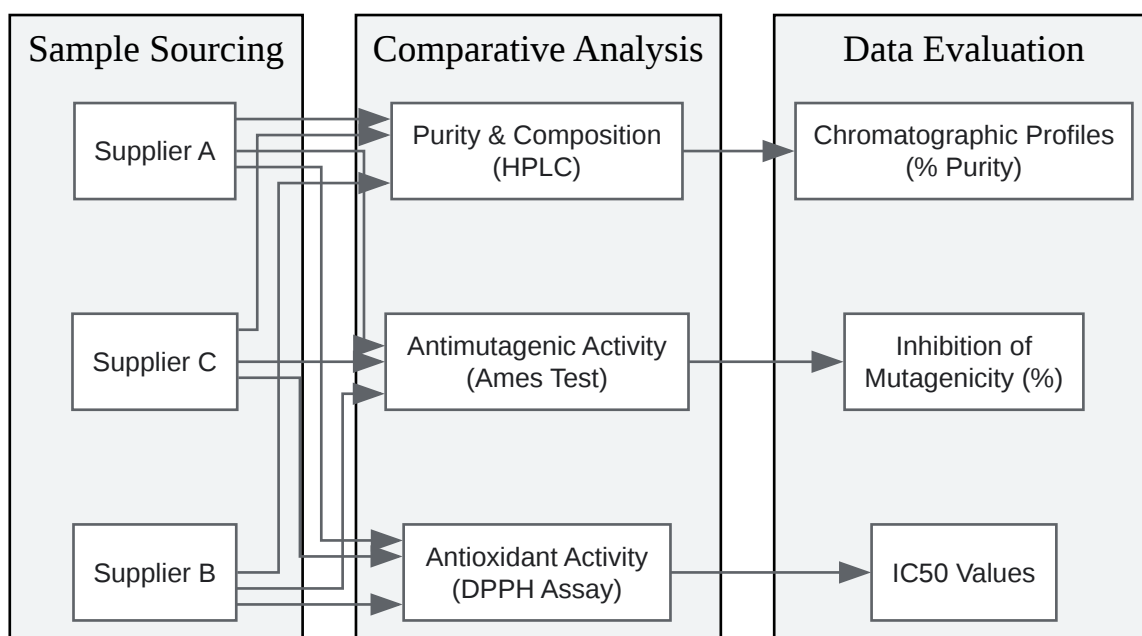 Sample Sourcing
Supplier A
Supplier C
Supplier B
Comparative Analysis
Purity & Composition
(HPLC)
Antimutagenic Activity
(Ames Test)
Antioxidant Activity
(DPPH Assay)
Data Evaluation
Chromatographic Profiles
(% Purity)
Inhibition of
Mutagenicity (%)
IC50 Values